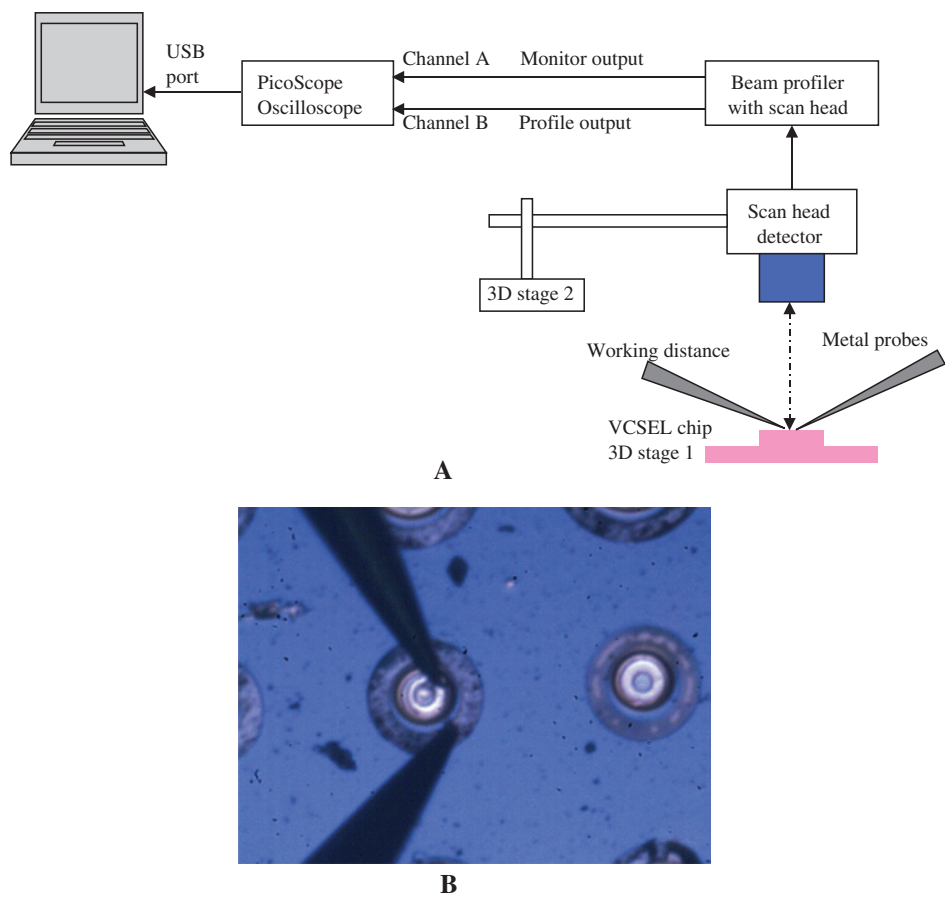 USB
port
PicoScope
Oscilloscope
Channel A Monitor output
Channel B Profile output
Beam profiler
with scan head
Scan head
detector
3D stage 2
Working distance
Metal probes
VCSEL chip
3D stage 1
A
B